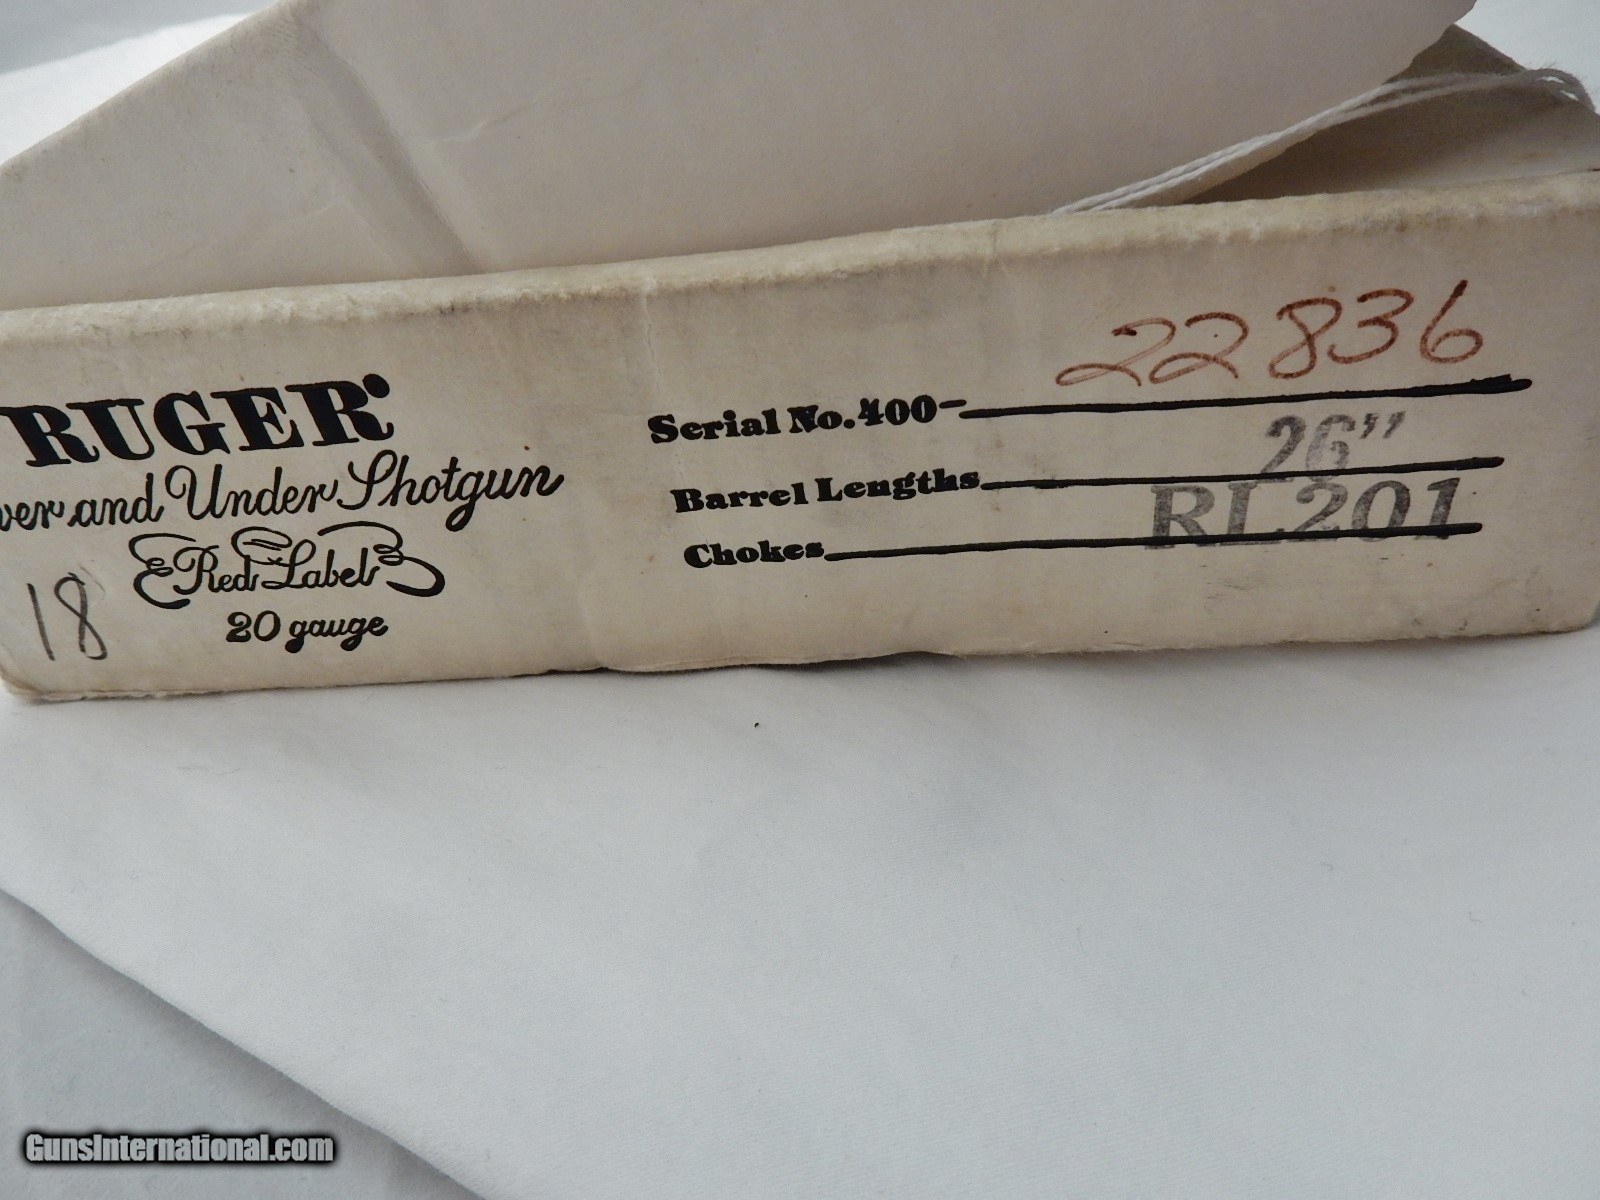 RUGER
ver and Under Shotgun
Red Label
20 gauge
18
Serial No. 400- 22836
Barrel Lengths 26"
Chokes RL201
GunsInternational.com